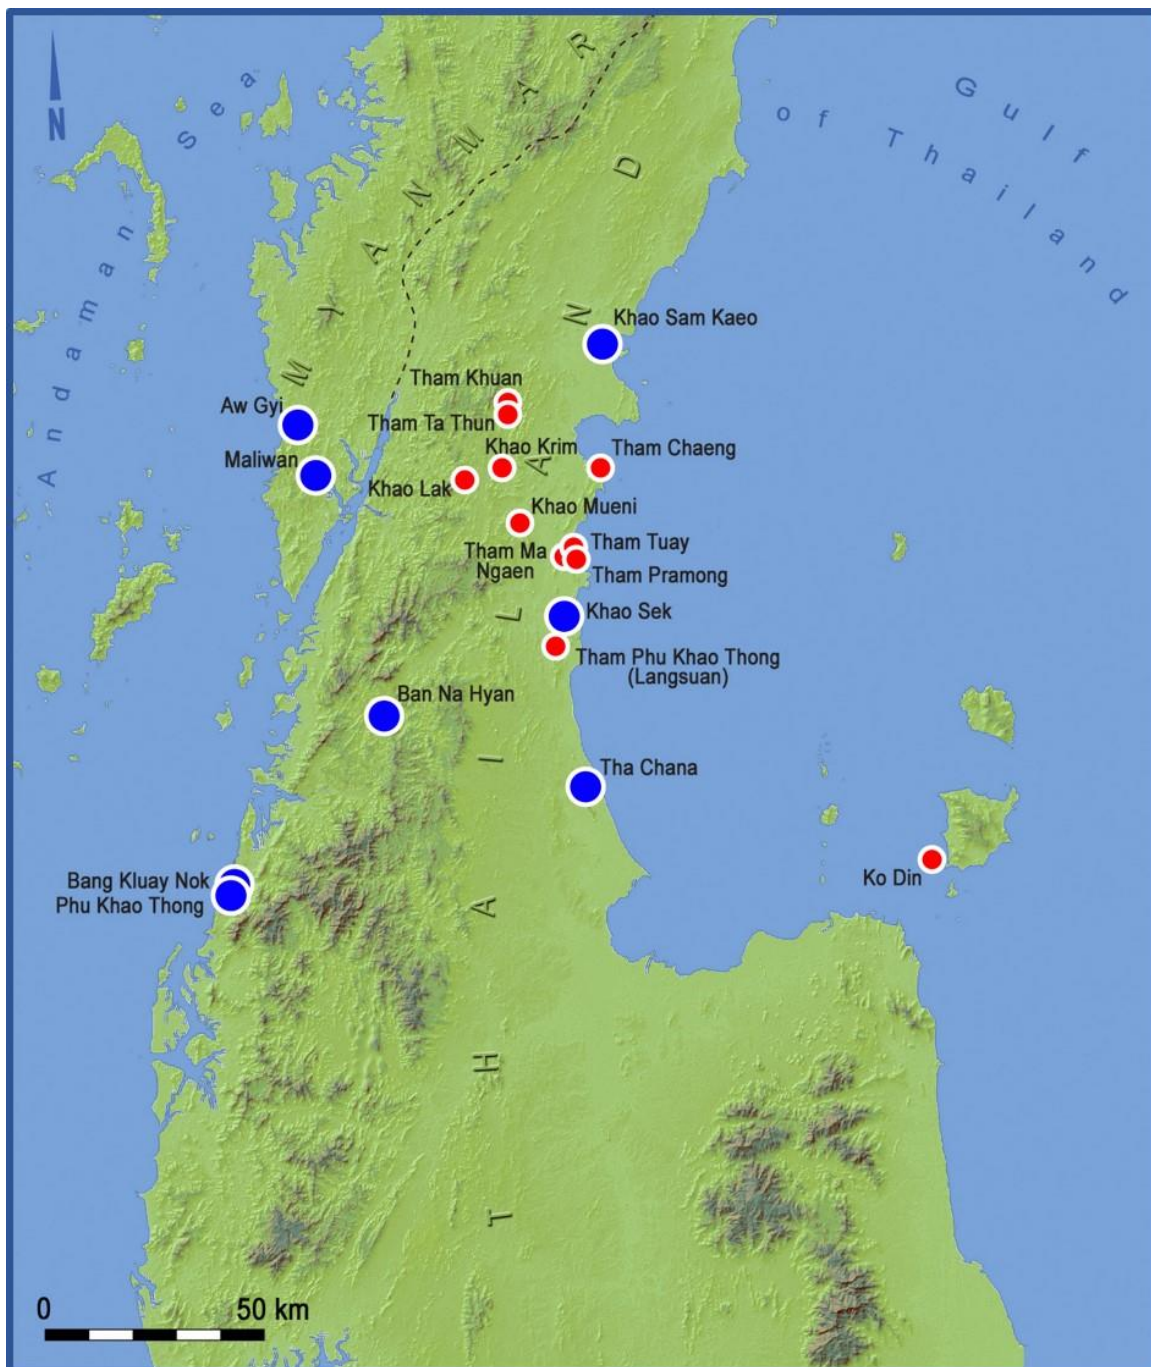 N
Andaman Sea
Gulf
of Thailand
MYANMAR
THAILAND
Khao Sam Kaeo
Tham Khuan
Aw Gyi
Tham Ta Thun
Khao Krim
Tham Chaeng
Maliwan
Khao Lak
Khao Mueni
Tham Tuay
Tham Ma
Ngaen
Tham Pramong
Khao Sek
Tham Phu Khao Thong
(Langsuan)
Ban Na Hyan
Tha Chana
Bang Kluay Nok
Ko Din
Phu Khao Thong
0 50 km